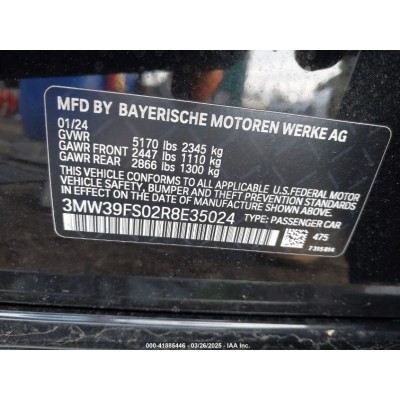 MFD BY BAYERISCHE MOTOREN WERKE AG
01/24
GVWR 5170 lbs 2345 kg
GAWR FRONT 2447 lbs 1110 kg
GAWR REAR 2866 lbs 1300 kg
THIS VEHICLE CONFORMS TO ALL APPLICABLE U.S. FEDERAL MOTOR
VEHICLE SAFETY, BUMPER, AND THEFT PREVENTION STANDARDS IN
EFFECT ON THE DATE OF MANUFACTURE SHOWN ABOVE.
3MW39FS02R8E35024 TYPE: PASSENGER CAR
475
7 315 814
000-41885446 - 03/26/2025 - IAA Inc.